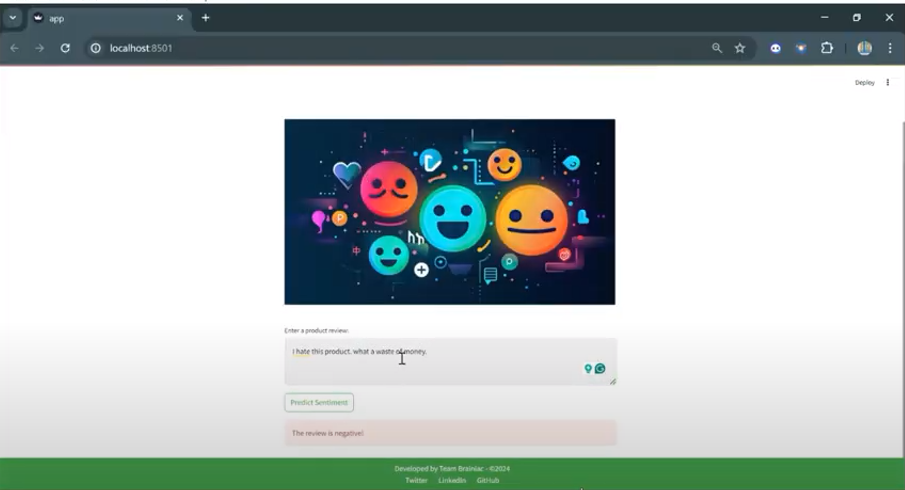 app
localhost:8501
Deploy
Enter a product review:
I hate this product. what a waste of money.
Predict Sentiment
The review is negative!
Developed by Team Brainiac - ©2024
Twitter LinkedIn GitHub